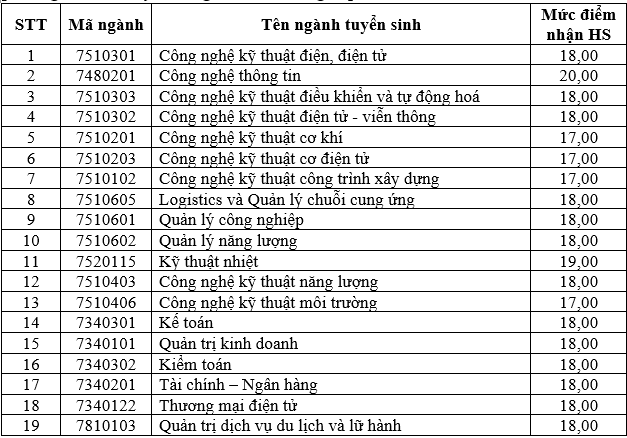 STT Mã ngành Tên ngành tuyển sinh Mức điểm nhận HS
1 7510301 Công nghệ kỹ thuật điện, điện tử 18,00
2 7480201 Công nghệ thông tin 20,00
3 7510303 Công nghệ kỹ thuật điều khiển và tự động hoá 18,00
4 7510302 Công nghệ kỹ thuật điện tử - viễn thông 18,00
5 7510201 Công nghệ kỹ thuật cơ khí 17,00
6 7510203 Công nghệ kỹ thuật cơ điện tử 17,00
7 7510102 Công nghệ kỹ thuật công trình xây dựng 17,00
8 7510605 Logistics và Quản lý chuỗi cung ứng 18,00
9 7510601 Quản lý công nghiệp 18,00
10 7510602 Quản lý năng lượng 18,00
11 7520115 Kỹ thuật nhiệt 19,00
12 7510403 Công nghệ kỹ thuật năng lượng 18,00
13 7510406 Công nghệ kỹ thuật môi trường 17,00
14 7340301 Kế toán 18,00
15 7340101 Quản trị kinh doanh 18,00
16 7340302 Kiểm toán 18,00
17 7340201 Tài chính – Ngân hàng 18,00
18 7340122 Thương mại điện tử 18,00
19 7810103 Quản trị dịch vụ du lịch và lữ hành 18,00